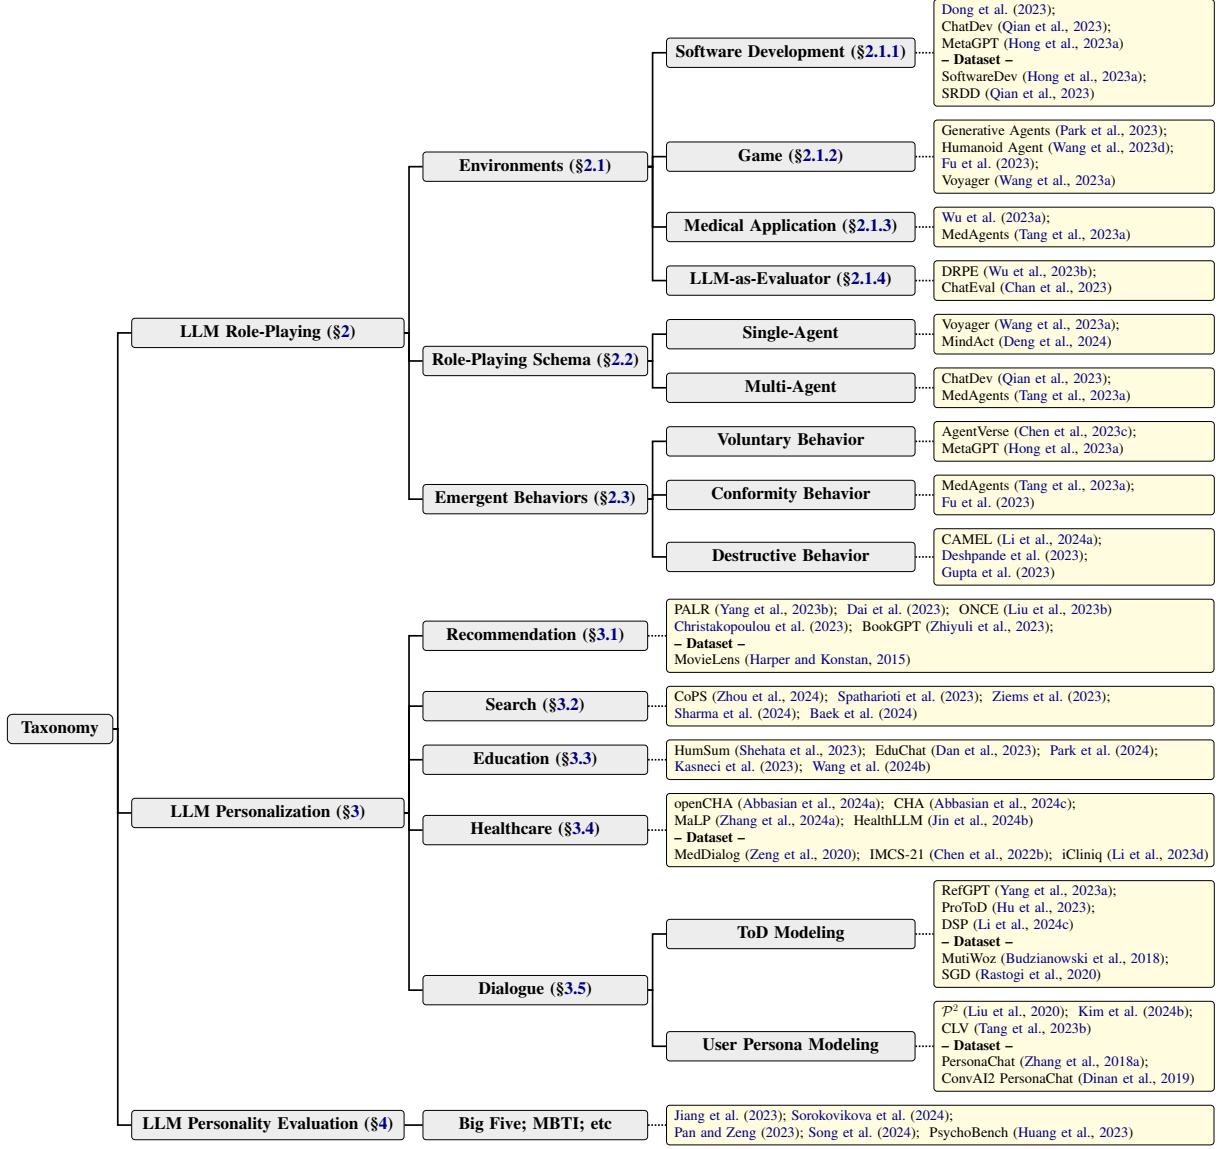 Taxonomy
LLM Role-Playing (§2)
Environments (§2.1)
Software Development (§2.1.1)
Dong et al. (2023);
ChatDev (Qian et al., 2023);
MetaGPT (Hong et al., 2023a)
– Dataset –
SoftwareDev (Hong et al., 2023a);
SRDD (Qian et al., 2023)
Game (§2.1.2)
Generative Agents (Park et al., 2023);
Humanoid Agent (Wang et al., 2023d);
Fu et al. (2023);
Voyager (Wang et al., 2023a)
Medical Application (§2.1.3)
Wu et al. (2023a);
MedAgents (Tang et al., 2023a)
LLM-as-Evaluator (§2.1.4)
DRPE (Wu et al., 2023b);
ChatEval (Chan et al., 2023)
Role-Playing Schema (§2.2)
Single-Agent
Voyager (Wang et al., 2023a);
MindAct (Deng et al., 2024)
Multi-Agent
ChatDev (Qian et al., 2023);
MedAgents (Tang et al., 2023a)
Emergent Behaviors (§2.3)
Voluntary Behavior
AgentVerse (Chen et al., 2023c);
MetaGPT (Hong et al., 2023a)
Conformity Behavior
MedAgents (Tang et al., 2023a);
Fu et al. (2023)
Destructive Behavior
CAMEL (Li et al., 2024a);
Deshpande et al. (2023);
Gupta et al. (2023)
LLM Personalization (§3)
Recommendation (§3.1)
PALR (Yang et al., 2023b); Dai et al. (2023); ONCE (Liu et al., 2023b)
Christakopoulou et al. (2023); BookGPT (Zhiyuli et al., 2023);
– Dataset –
MovieLens (Harper and Konstan, 2015)
Search (§3.2)
CoPS (Zhou et al., 2024); Spatharioti et al. (2023); Ziems et al. (2023);
Sharma et al. (2024); Baek et al. (2024)
Education (§3.3)
HumSum (Shehata et al., 2023); EduChat (Dan et al., 2023); Park et al. (2024);
Kasneci et al. (2023); Wang et al. (2024b)
Healthcare (§3.4)
openCHA (Abbasian et al., 2024a); CHA (Abbasian et al., 2024c);
MaLP (Zhang et al., 2024a); HealthLLM (Jin et al., 2024b)
– Dataset –
MedDialog (Zeng et al., 2020); IMCS-21 (Chen et al., 2022b); iCliniq (Li et al., 2023d)
Dialogue (§3.5)
ToD Modeling
RefGPT (Yang et al., 2023a);
ProToD (Hu et al., 2023);
DSP (Li et al., 2024c)
– Dataset –
MutiWoz (Budzianowski et al., 2018);
SGD (Rastogi et al., 2020)
User Persona Modeling
𝒫² (Liu et al., 2020); Kim et al. (2024b);
CLV (Tang et al., 2023b)
– Dataset –
PersonaChat (Zhang et al., 2018a);
ConvAI2 PersonaChat (Dinan et al., 2019)
LLM Personality Evaluation (§4)
Big Five; MBTI; etc
Jiang et al. (2023); Sorokovikova et al. (2024);
Pan and Zeng (2023); Song et al. (2024); PsychoBench (Huang et al., 2023)